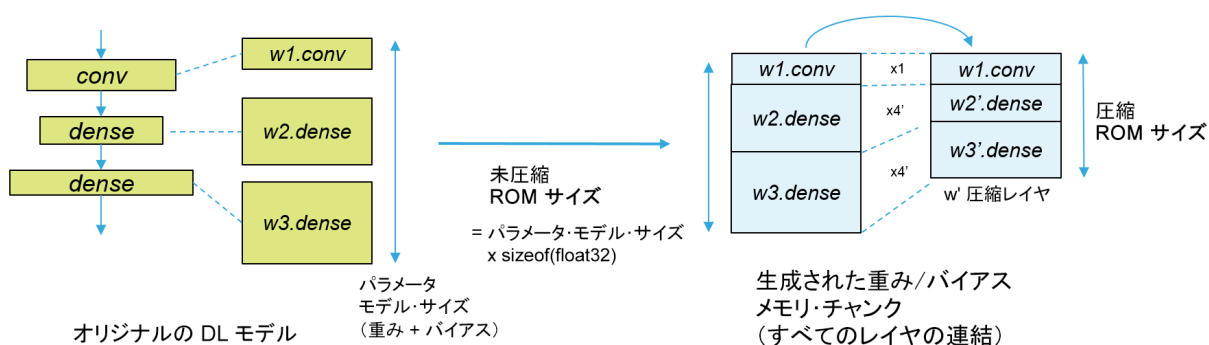 conv
dense
dense
w1.conv
w2.dense
w3.dense
パラメータ
モデル・サイズ
(重み + バイアス)
オリジナルの DL モデル
未圧縮
ROM サイズ
= パラメータ・モデル・サイズ
x sizeof(float32)
w1.conv
w2.dense
w3.dense
x1
x4'
x4'
w1.conv
w2'.dense
w3'.dense
w' 圧縮レイヤ
圧縮
ROM サイズ
生成された重み/バイアス
メモリ・チャンク
(すべてのレイヤの連結)